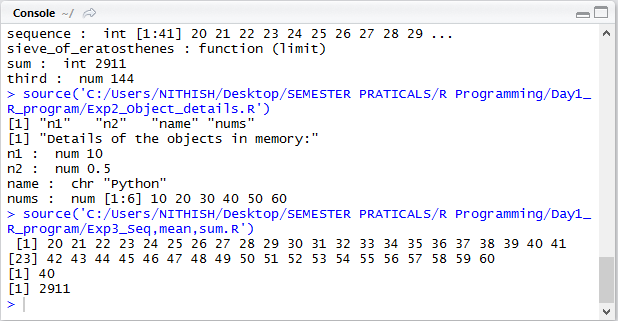 Console ~/
sequence :  int [1:41] 20 21 22 23 24 25 26 27 28 29 ...
sieve_of_eratosthenes : function (limit)
sum :  int 2911
third :  num 144
> source('C:/Users/NITHISH/Desktop/SEMESTER PRATICALS/R Programming/Day1_
R_program/Exp2_Object_details.R')
[1] "n1"   "n2"   "name" "nums"
[1] "Details of the objects in memory:"
n1 :  num 10
n2 :  num 0.5
name :  chr "Python"
nums :  num [1:6] 10 20 30 40 50 60
> source('C:/Users/NITHISH/Desktop/SEMESTER PRATICALS/R Programming/Day1_
R_program/Exp3_Seq,mean,sum.R')
 [1] 20 21 22 23 24 25 26 27 28 29 30 31 32 33 34 35 36 37 38 39 40 41
[23] 42 43 44 45 46 47 48 49 50 51 52 53 54 55 56 57 58 59 60
[1] 40
[1] 2911
>